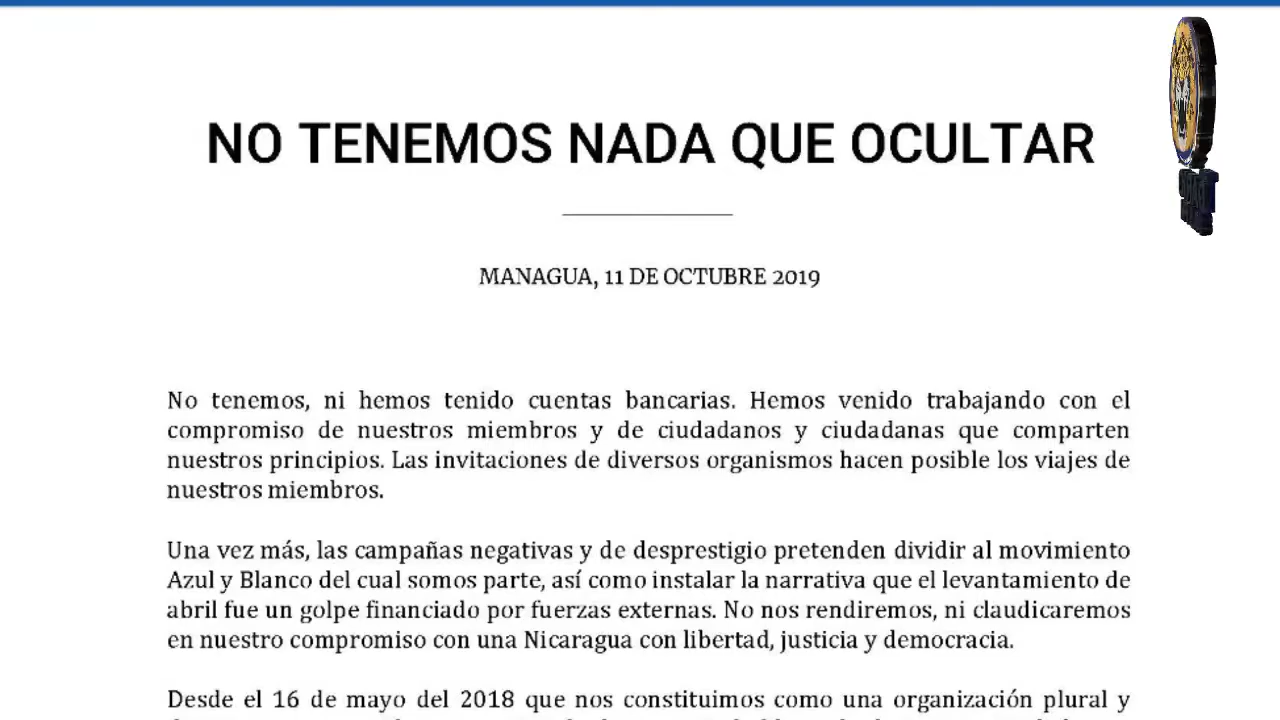 NO TENEMOS NADA QUE OCULTAR
MANAGUA, 11 DE OCTUBRE 2019
No tenemos, ni hemos tenido cuentas bancarias. Hemos venido trabajando con el
compromiso de nuestros miembros y de ciudadanos y ciudadanas que comparten
nuestros principios. Las invitaciones de diversos organismos hacen posible los viajes de
nuestros miembros.
Una vez más, las campañas negativas y de desprestigio pretenden dividir al movimiento
Azul y Blanco del cual somos parte, así como instalar la narrativa que el levantamiento de
abril fue un golpe financiado por fuerzas externas. No nos rendiremos, ni claudicaremos
en nuestro compromiso con una Nicaragua con libertad, justicia y democracia.
Desde el 16 de mayo del 2018 que nos constituimos como una organización plural y